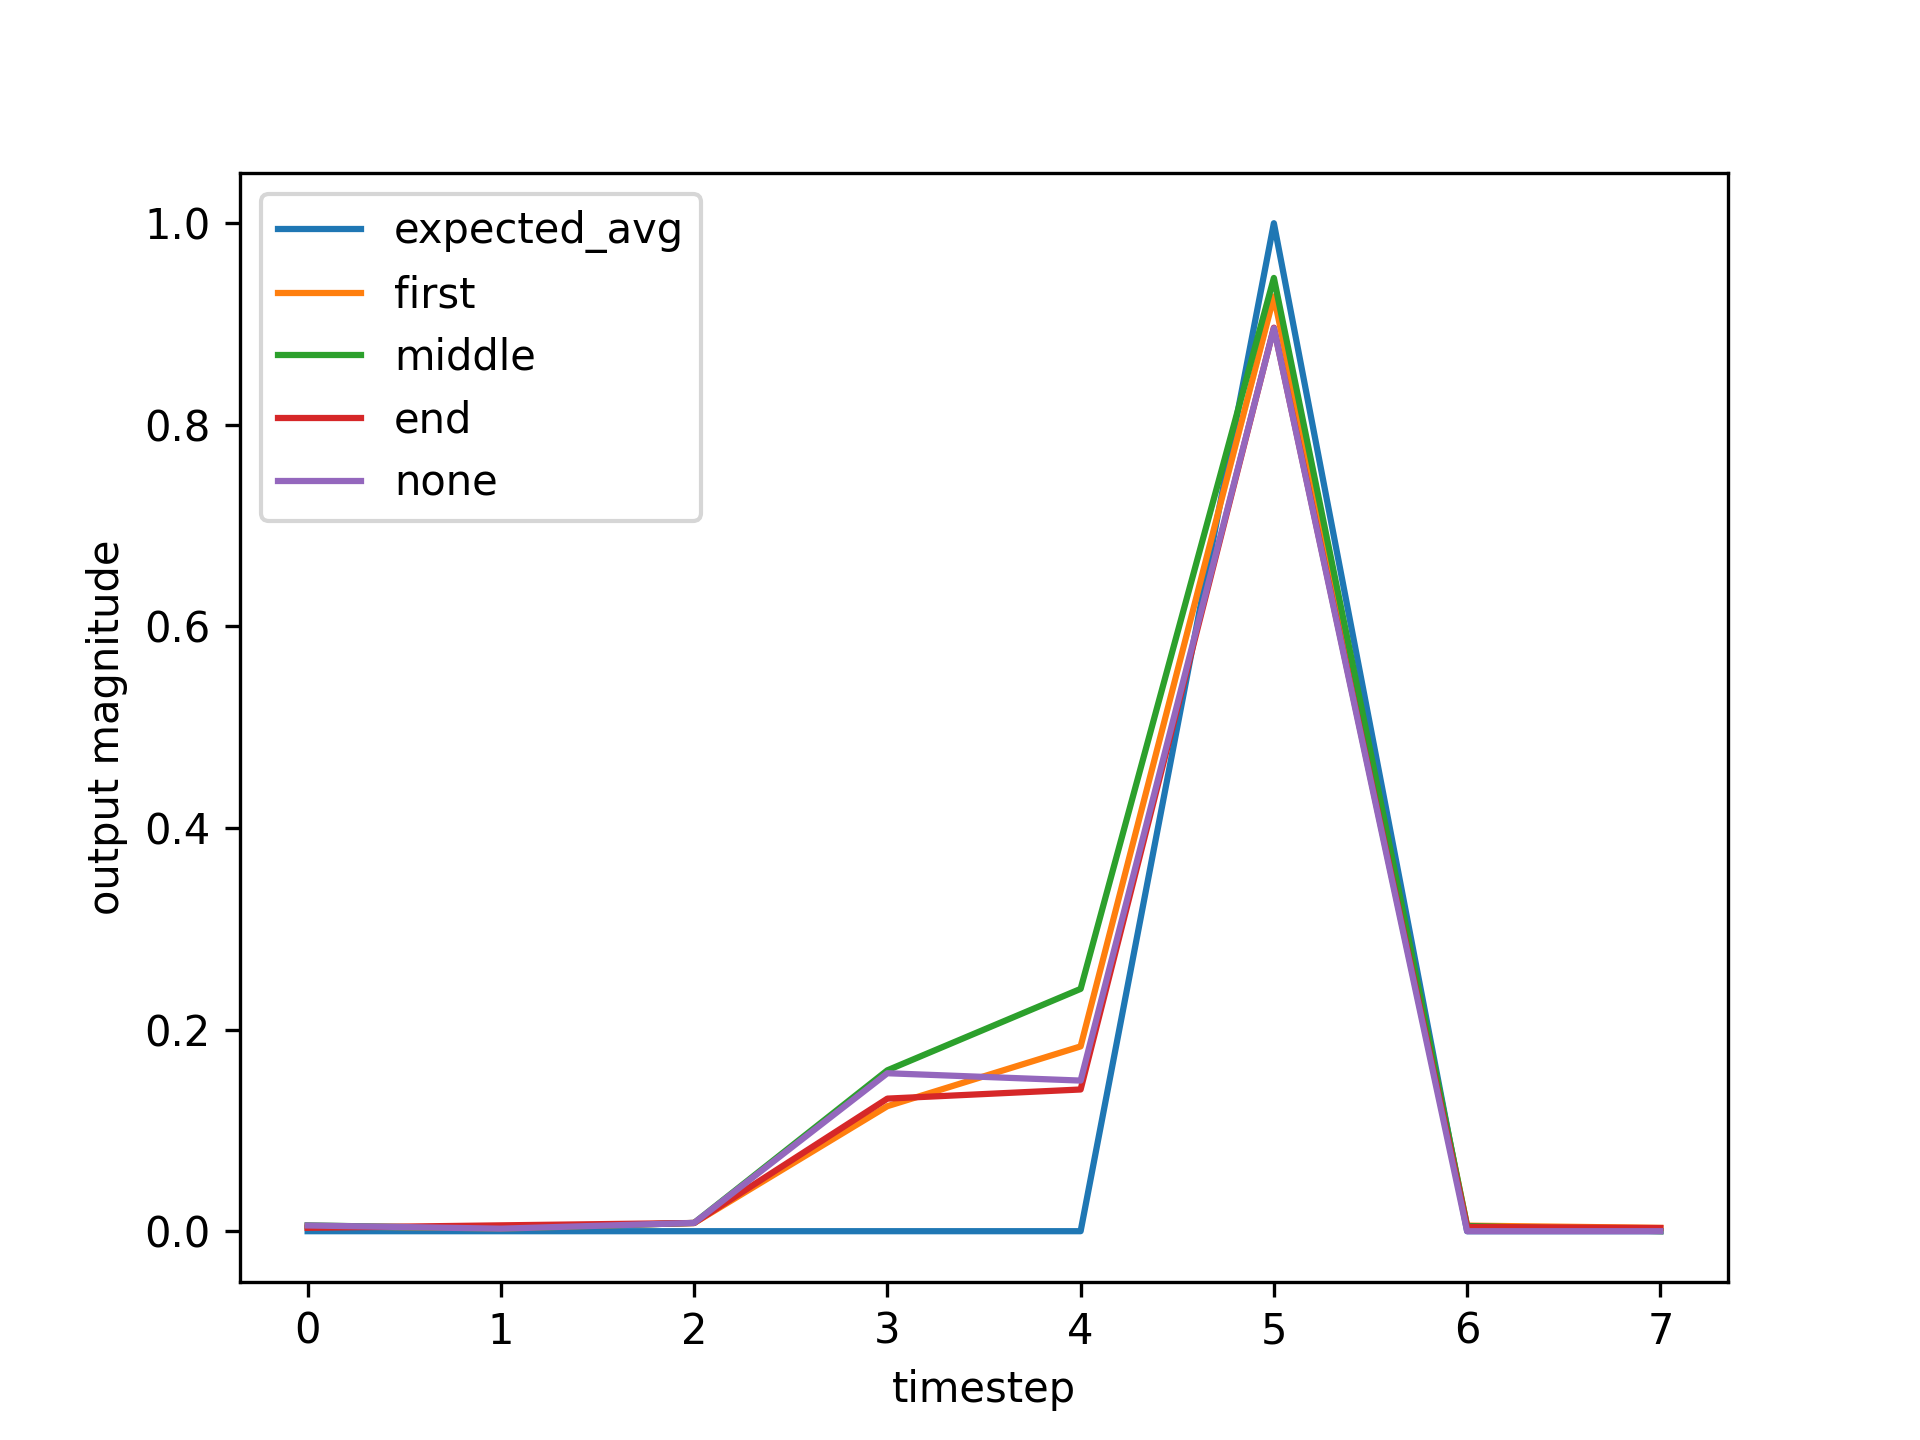 expected_avg
first
middle
end
none
1.0
0.8
0.6
0.4
0.2
0.0
output magnitude
0 1 2 3 4 5 6 7
timestep